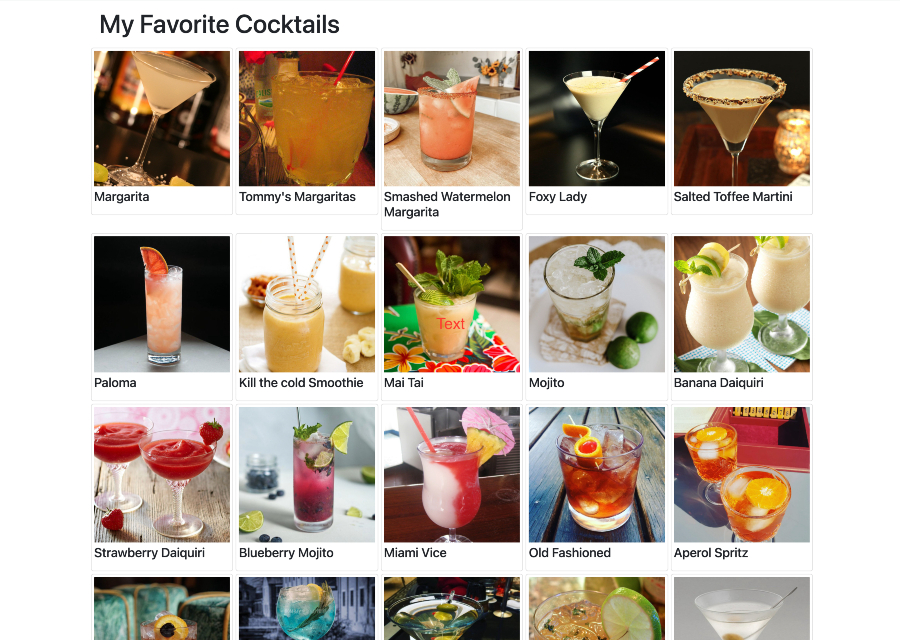 My Favorite Cocktails
Margarita
Tommy's Margaritas
Smashed Watermelon
Margarita
Foxy Lady
Salted Toffee Martini
Paloma
Kill the cold Smoothie
Text
Mai Tai
Mojito
Banana Daiquiri
Strawberry Daiquiri
Blueberry Mojito
Miami Vice
Old Fashioned
Aperol Spritz